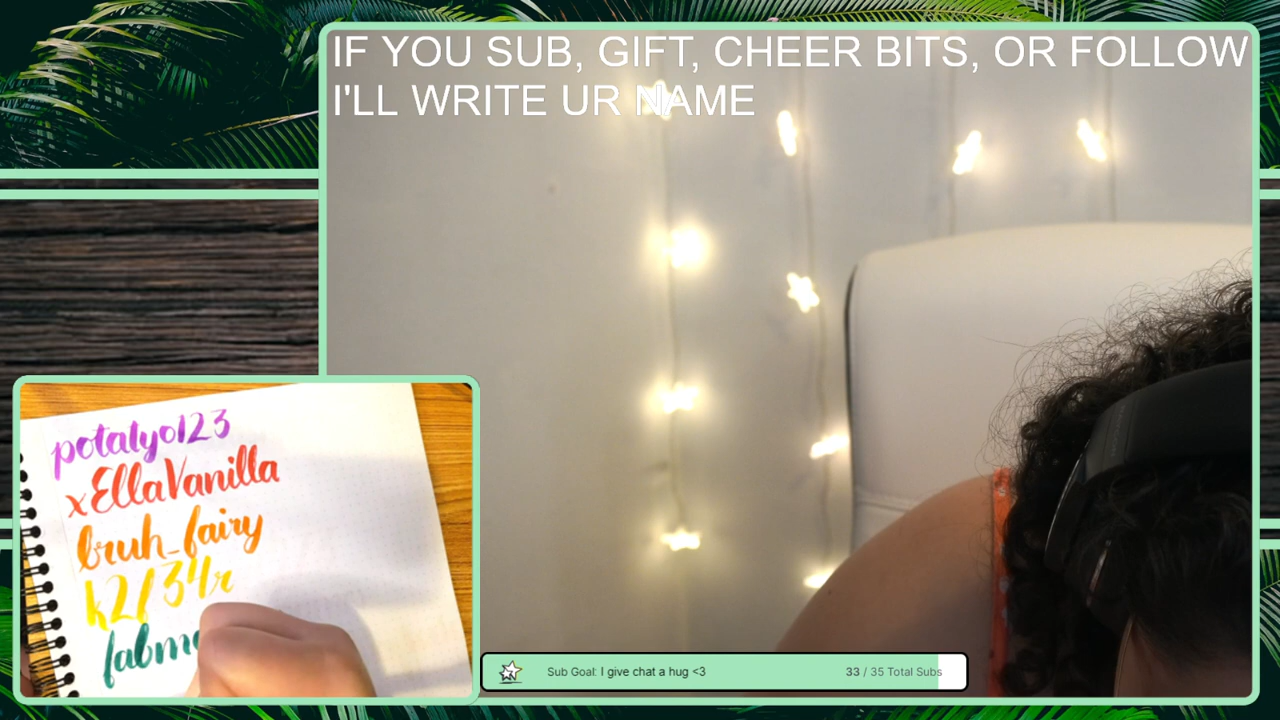 IF YOU SUB, GIFT, CHEER BITS, OR FOLLOW
I'LL WRITE UR NAME
potatyo123
xEllaVanilla
bruh_fairy
Sub Goal: I give chat a hug <3 33 / 35 Total Subs